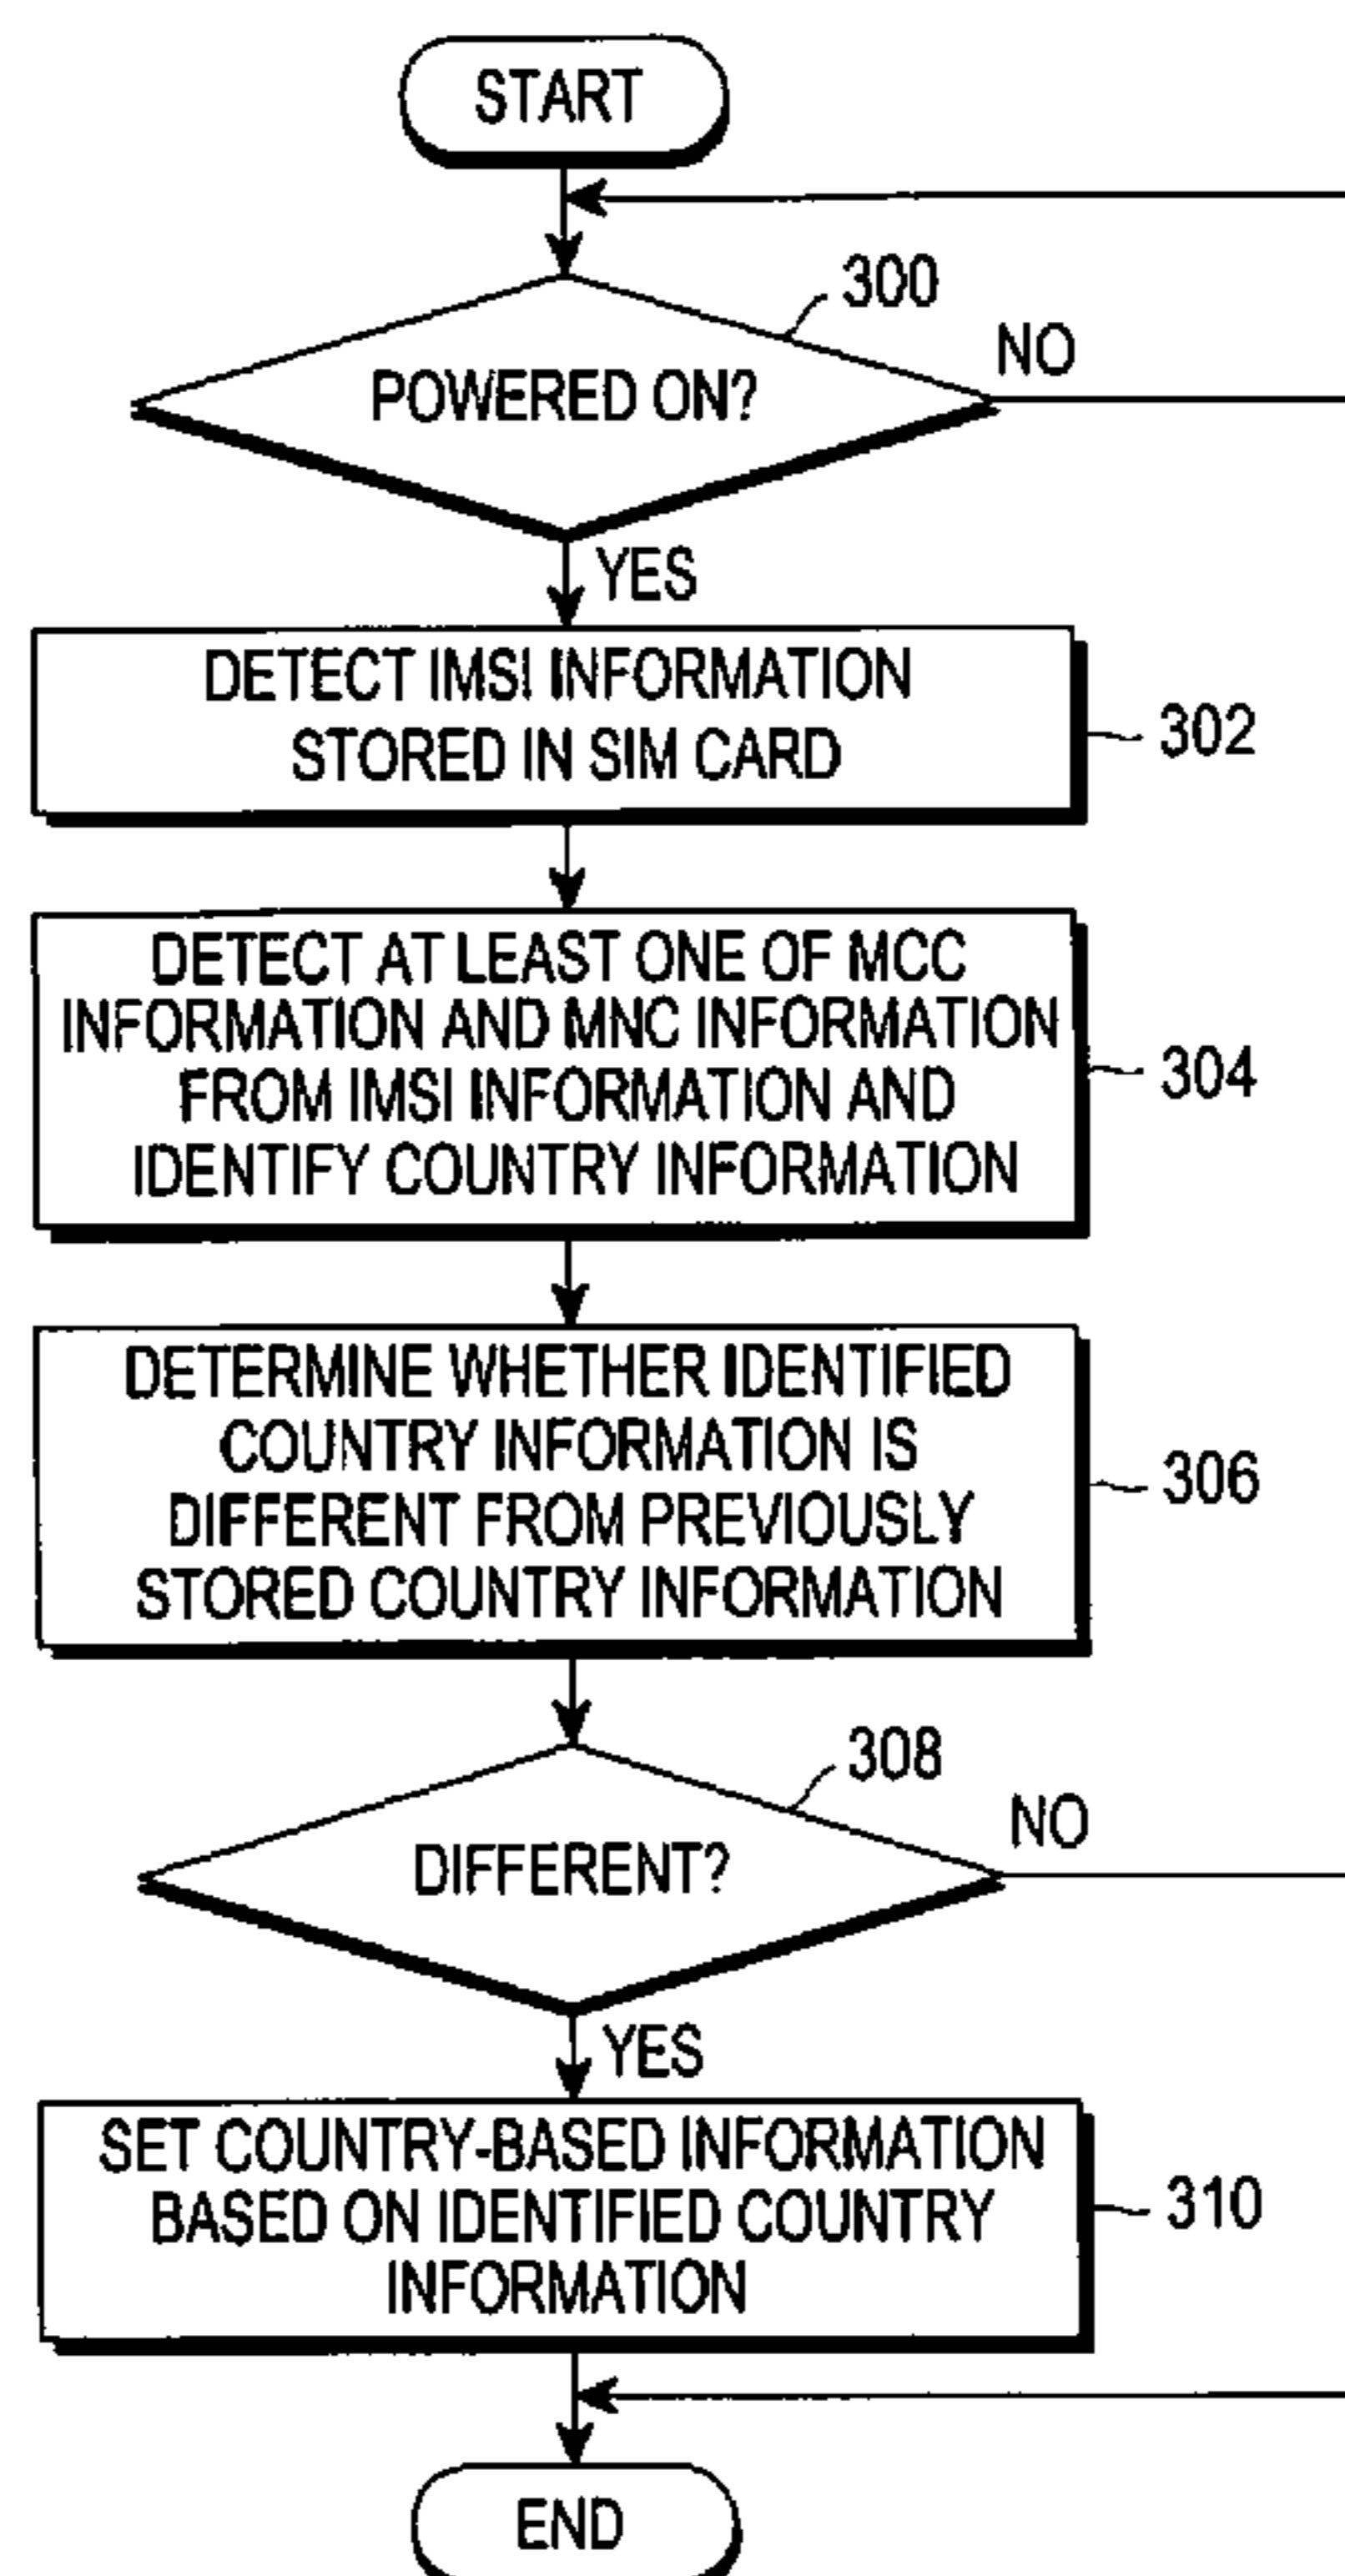 START
300
NO
POWERED ON?
YES
DETECT IMSI INFORMATION
STORED IN SIM CARD
302
DETECT AT LEAST ONE OF MCC
INFORMATION AND MNC INFORMATION
FROM IMSI INFORMATION AND
IDENTIFY COUNTRY INFORMATION
304
DETERMINE WHETHER IDENTIFIED
COUNTRY INFORMATION IS
DIFFERENT FROM PREVIOUSLY
STORED COUNTRY INFORMATION
306
308
NO
DIFFERENT?
YES
SET COUNTRY-BASED INFORMATION
BASED ON IDENTIFIED COUNTRY
INFORMATION
310
END